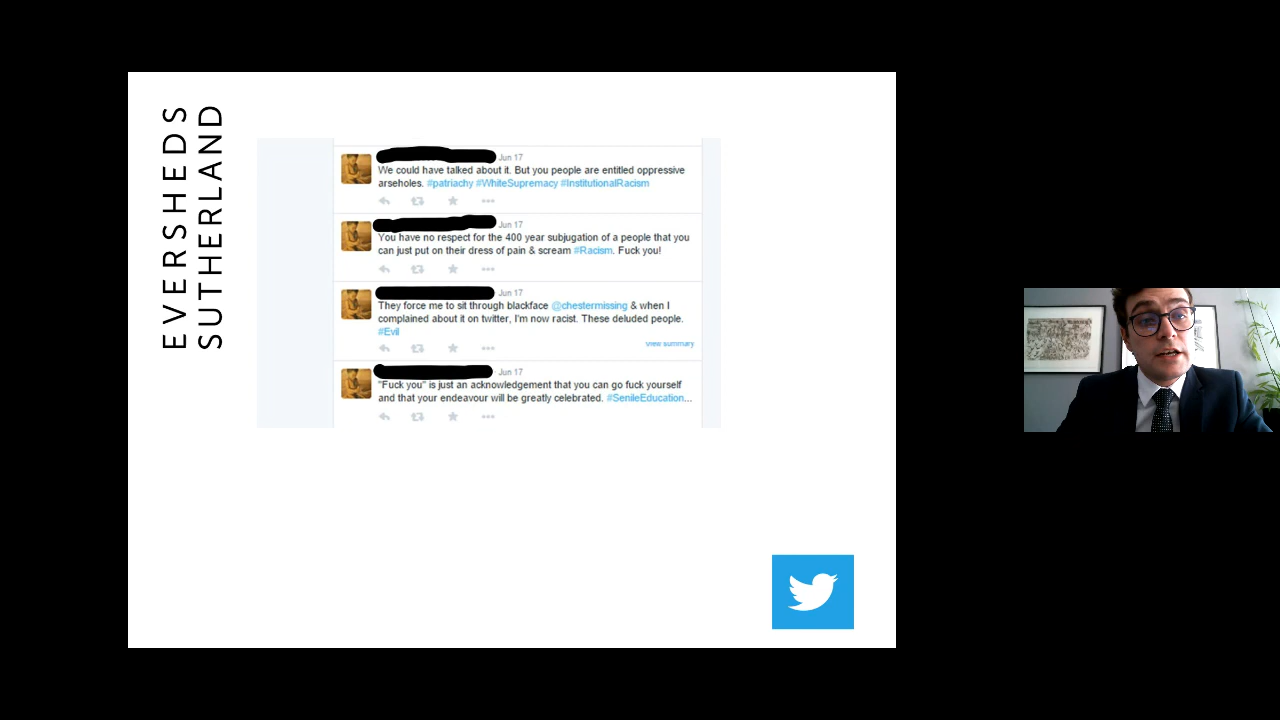 EVERSHEDS
SUTHERLAND
Jun 17
We could have talked about it. But you people are entitled oppressive
arseholes. #patriachy #WhiteSupremacy #InstitutionalRacism
Jun 17
You have no respect for the 400 year subjugation of a people that you
can just put on their dress of pain & scream #Racism. Fuck you!
Jun 17
They force me to sit through blackface @chestermissing & when I
complained about it on twitter, I'm now racist. These deluded people.
#Evil
View summary
Jun 17
"Fuck you" is just an acknowledgement that you can go fuck yourself
and that your endeavour will be greatly celebrated. #SenileEducation...